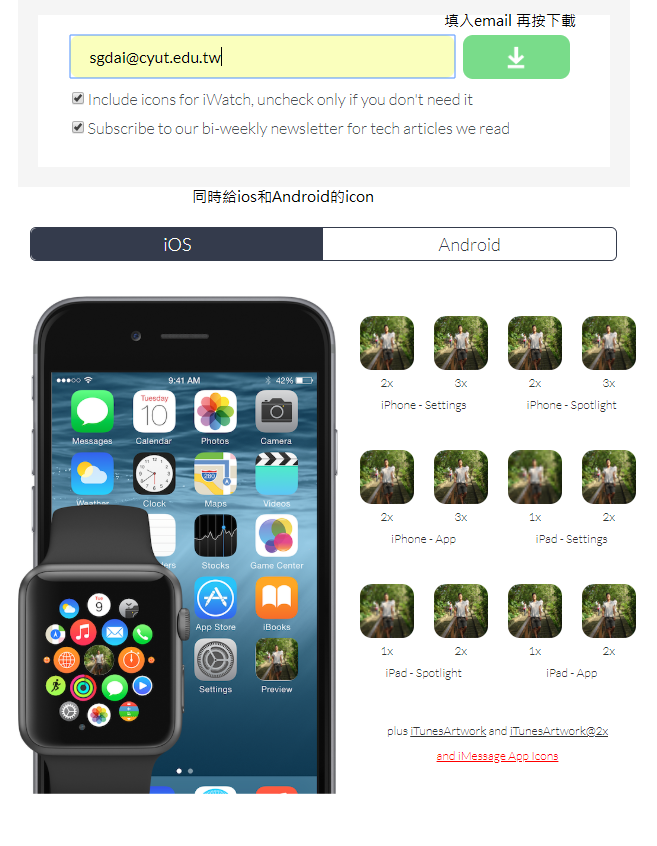 填入email 再按下載
sgdai@cyut.edu.tw
Include icons for iWatch, uncheck only if you don't need it
Subscribe to our bi-weekly newsletter for tech articles we read
同時給ios和Android的icon
iOS Android
9:41 AM 42%
Tuesday
10
Messages Calendar Photos Camera
280
Weather Clock Maps Videos
Stocks Game Center
App Store iBooks
Settings Preview
Tue
9
2x 3x 2x 3x
iPhone - Settings iPhone - Spotlight
2x 3x 1x 2x
iPhone - App iPad - Settings
1x 2x 1x 2x
iPad - Spotlight iPad - App
plus iTunesArtwork and iTunesArtwork@2x
and iMessage App Icons